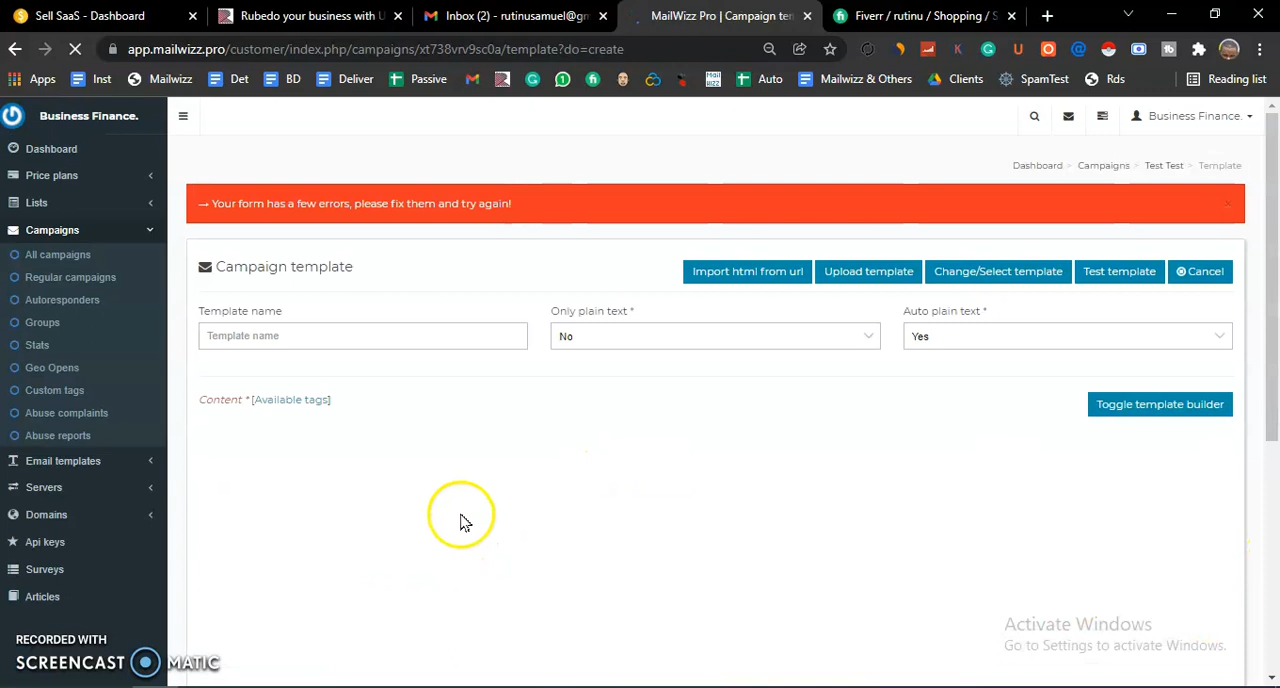 Sell SaaS - Dashboard
Rubedo your business with U
Inbox (2) - rutinusamuel@gm
MailWizz Pro | Campaign tem
Fiverr / rutinu / Shopping / S
app.mailwizz.pro/customer/index.php/campaigns/xt738vrv9sc0a/template?do=create
Apps
Inst
Mailwizz
Det
BD
Deliver
Passive
Auto
Mailwizz & Others
Clients
SpamTest
Rds
Reading list
Business Finance.
Business Finance.
Dashboard
Price plans
Lists
Campaigns
All campaigns
Regular campaigns
Autoresponders
Groups
Stats
Geo Opens
Custom tags
Abuse complaints
Abuse reports
Email templates
Servers
Domains
Api keys
Surveys
Articles
Dashboard > Campaigns > Test Test > Template
→ Your form has a few errors, please fix them and try again!
Campaign template
Import html from url
Upload template
Change/Select template
Test template
Cancel
Template name
Only plain text *
Auto plain text *
Template name
No
Yes
Content * [Available tags]
Toggle template builder
Activate Windows
Go to Settings to activate Windows.
RECORDED WITH
SCREENCAST MATIC